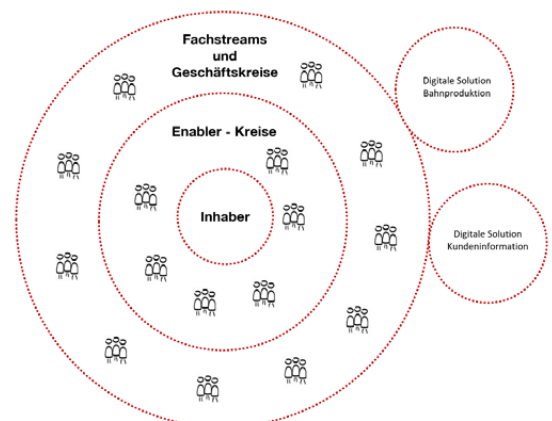 Fachstreams
und
Geschäftskreise
Enabler - Kreise
Inhaber
Digitale Solution
Bahnproduktion
Digitale Solution
Kundeninformation